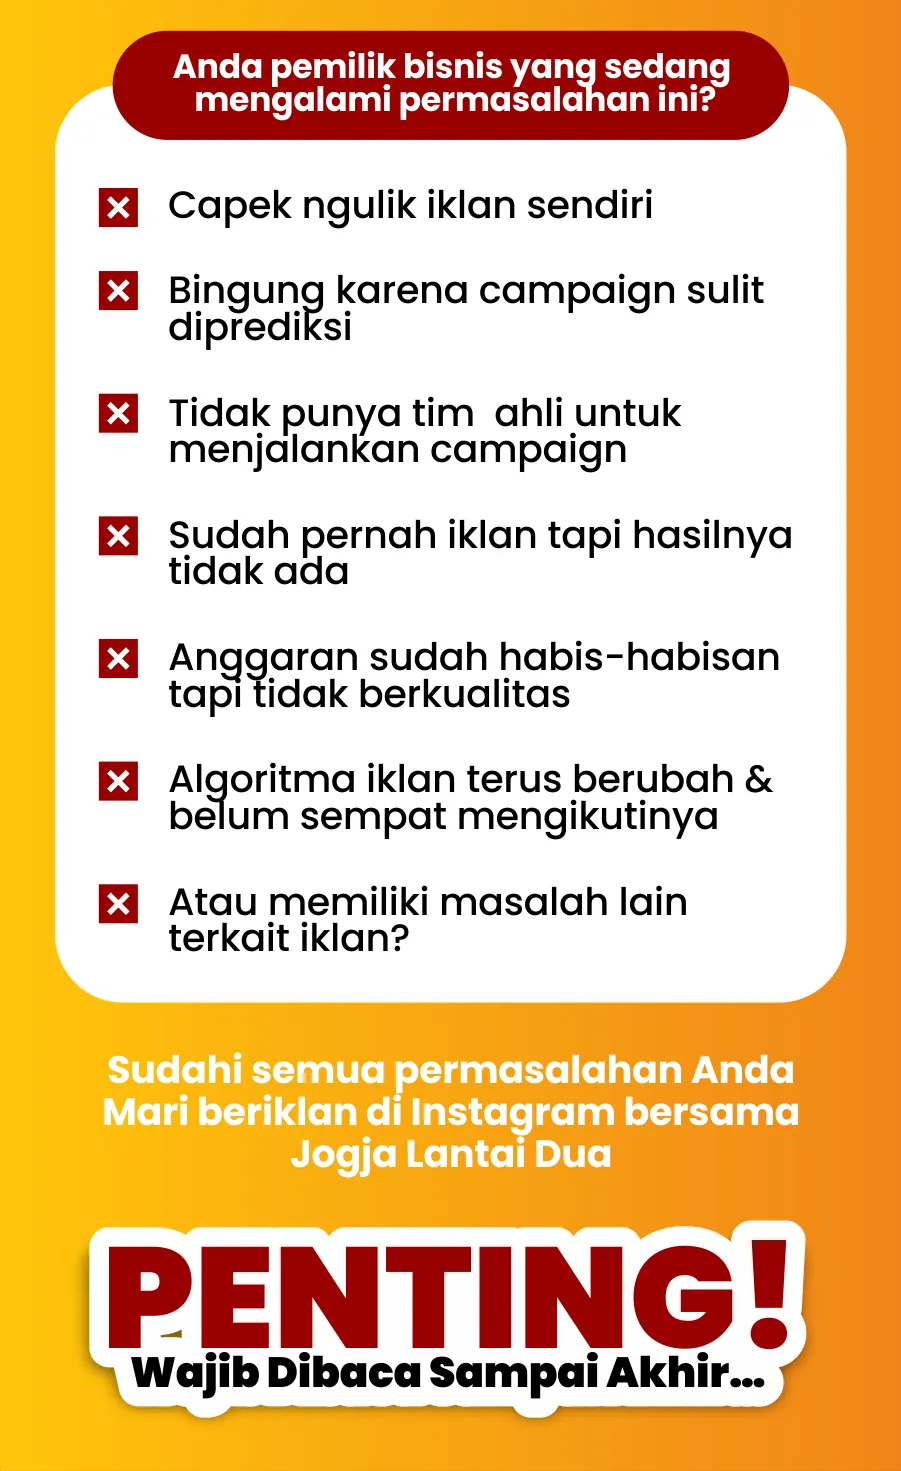 Anda pemilik bisnis yang sedang
mengalami permasalahan ini?
Capek ngulik iklan sendiri
Bingung karena campaign sulit
diprediksi
Tidak punya tim  ahli untuk
menjalankan campaign
Sudah pernah iklan tapi hasilnya
tidak ada
Anggaran sudah habis-habisan
tapi tidak berkualitas
Algoritma iklan terus berubah &
belum sempat mengikutinya
Atau memiliki masalah lain
terkait iklan?
Sudahi semua permasalahan Anda
Mari beriklan di Instagram bersama
Jogja Lantai Dua
PENTING!
Wajib Dibaca Sampai Akhir...